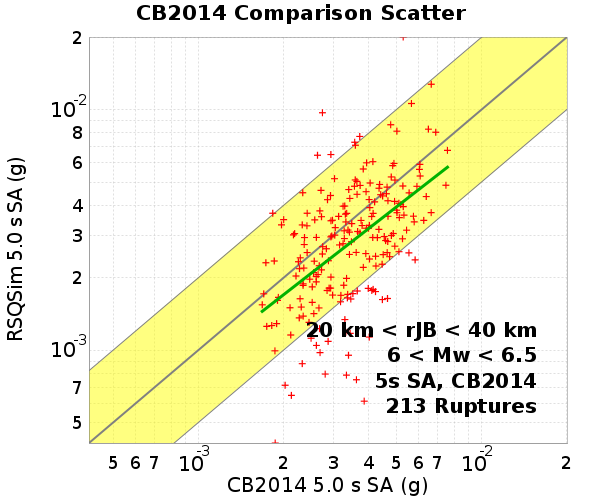 CB2014 Comparison Scatter
2
10-2
8
6
4
3
2
10-3
7
5
RSQSim 5.0 s SA (g)
20 km < rJB < 40 km
6 < Mw < 6.5
5s SA, CB2014
213 Ruptures
5 6 7 10-3 2 3 4 5 6 7 10-2 2
CB2014 5.0 s SA (g)